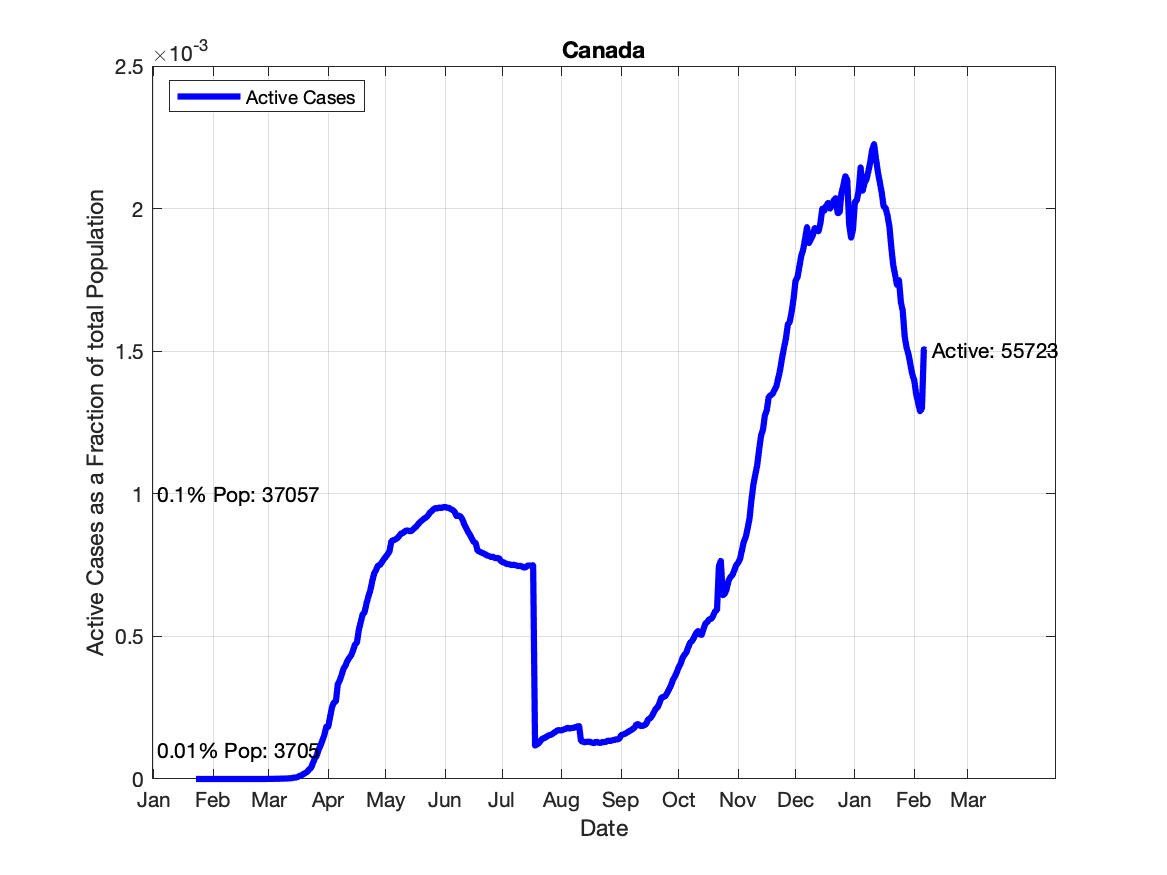 Canada
×10-3
2.5
2
1.5
1
0.5
0
Active Cases as a Fraction of total Population
Active Cases
Active: 55723
0.1% Pop: 37057
0.01% Pop: 3705
Jan Feb Mar Apr May Jun Jul Aug Sep Oct Nov Dec Jan Feb Mar
Date